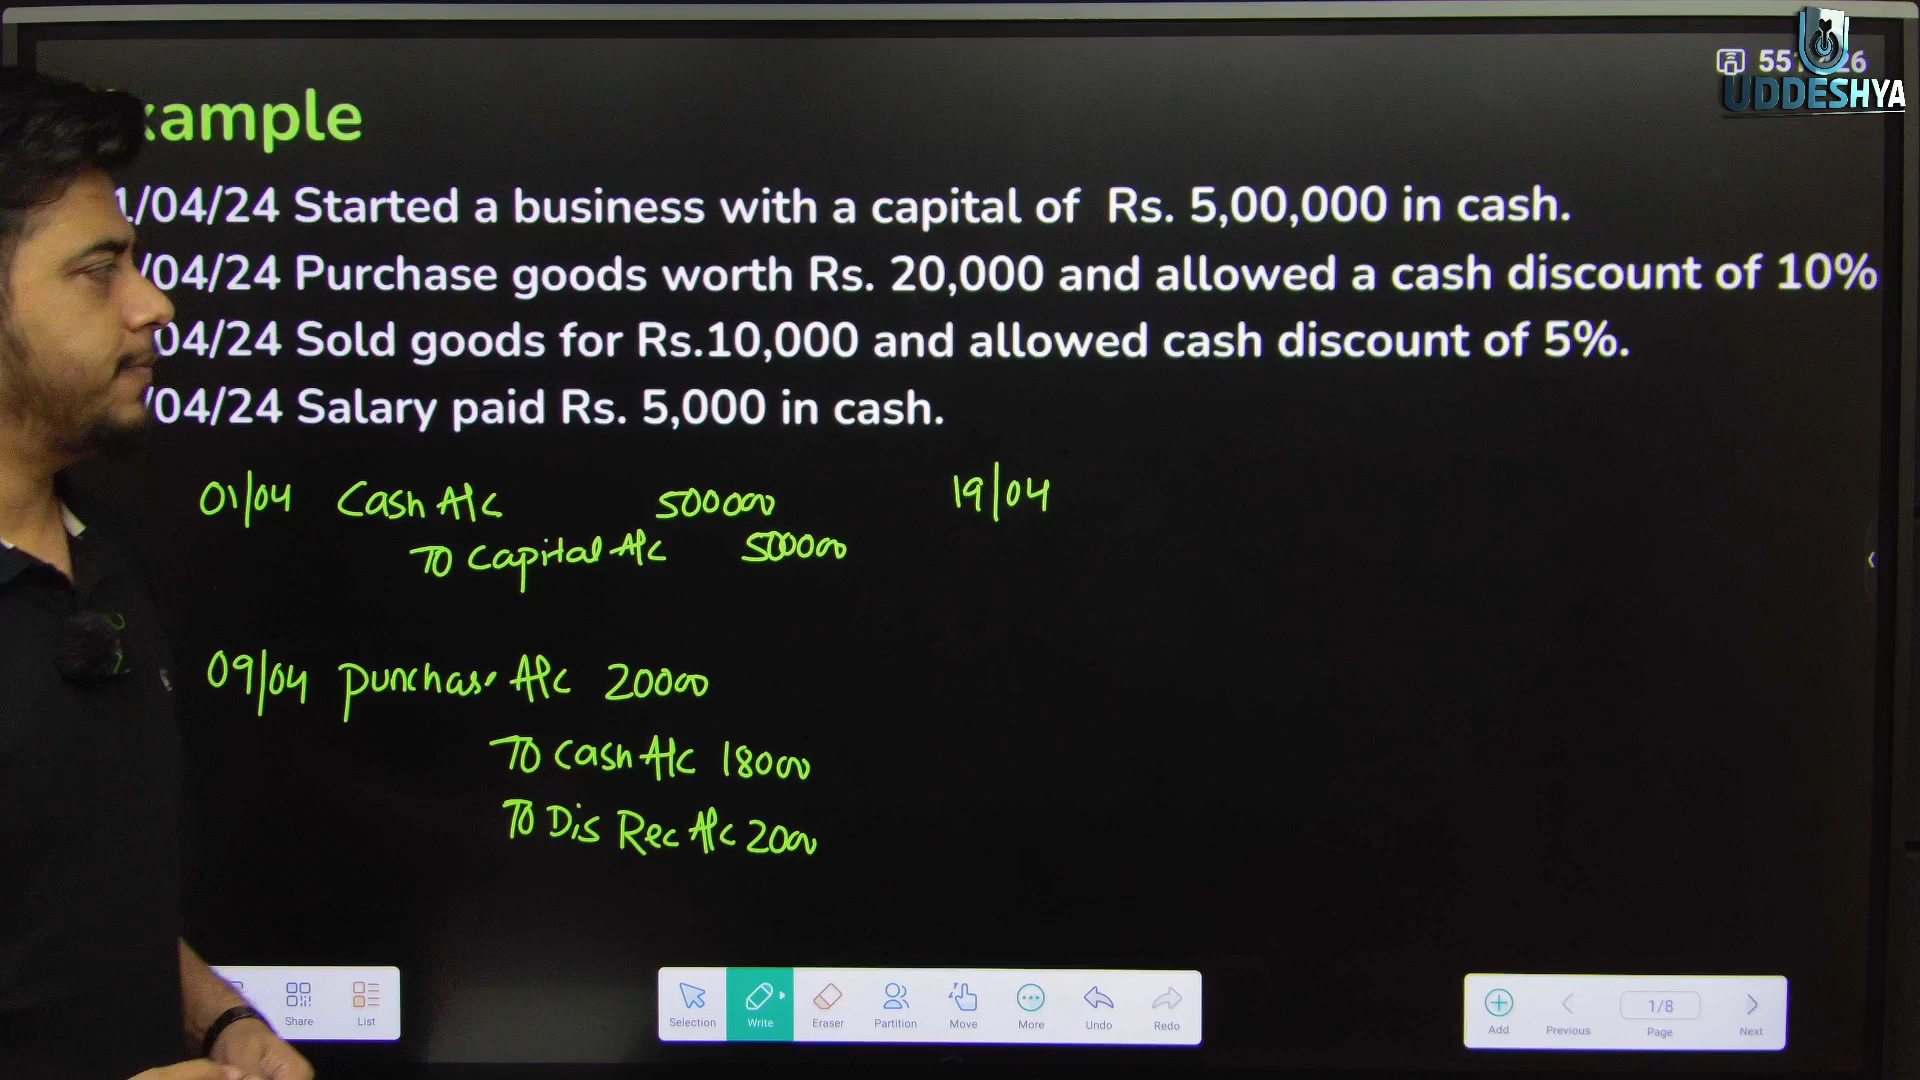 xample
1/04/24 Started a business with a capital of Rs. 5,00,000 in cash.
/04/24 Purchase goods worth Rs. 20,000 and allowed a cash discount of 10%
04/24 Sold goods for Rs.10,000 and allowed cash discount of 5%.
/04/24 Salary paid Rs. 5,000 in cash.
01/04 Cash A/c 500000
To Capital A/c 500000
09/04 Purchase A/c 20000
To Cash A/c 18000
To Dis Rec A/c 2000
19/04
UDDESHYA
Share
List
Selection
Write
Eraser
Partition
Move
More
Undo
Redo
Add
Previous
1/8
Page
Next